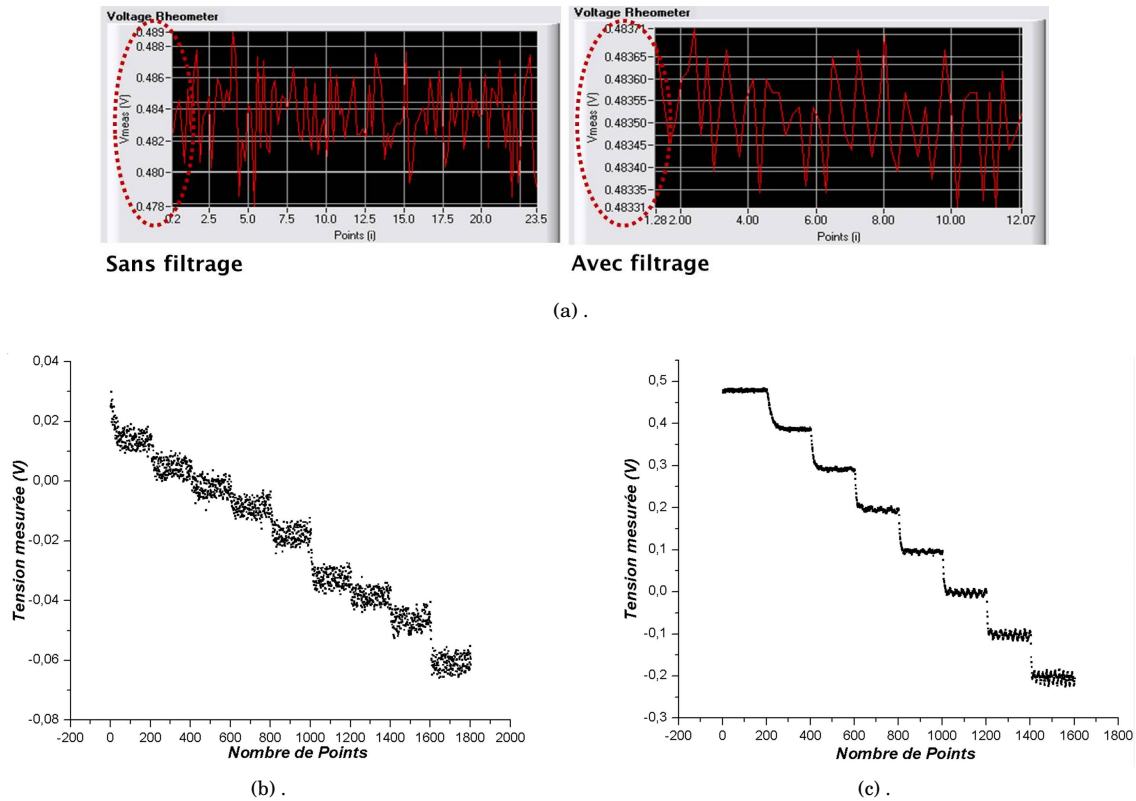 Voltage Rheometer
0.489
0.488
0.486
0.484
0.482
0.480
0.478
Vmeas (V)
2.5 5.0 7.5 10.0 12.5 15.0 17.5 20.0 23.5
Points (i)
Sans filtrage
Voltage Rheometer
0.48371
0.48365
0.48360
0.48355
0.48350
0.48345
0.48340
0.48335
0.48331
Vmeas (V)
1.28 2.00 4.00 6.00 8.00 10.00 12.07
Points (i)
Avec filtrage
(a) .
0,04
0,02
0,00
-0,02
-0,04
-0,06
-0,08
Tension mesurée (V)
-200 0 200 400 600 800 1000 1200 1400 1600 1800 2000
Nombre de Points
(b) .
0,5
0,4
0,3
0,2
0,1
0,0
-0,1
-0,2
-0,3
Tension mesurée (V)
-200 0 200 400 600 800 1000 1200 1400 1600 1800
Nombre de Points
(c) .